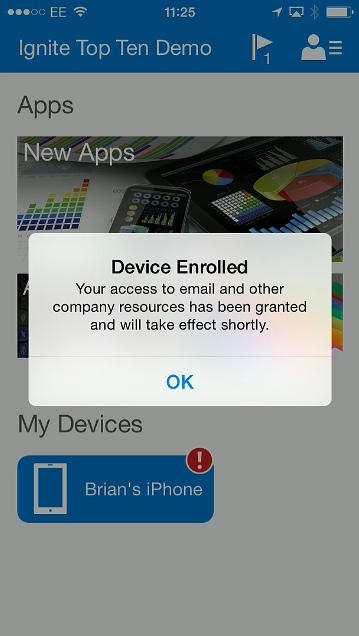 EE 11:25
Ignite Top Ten Demo 1
Apps
New Apps
A
Device Enrolled
Your access to email and other
company resources has been granted
and will take effect shortly.
OK
My Devices
!
Brian's iPhone